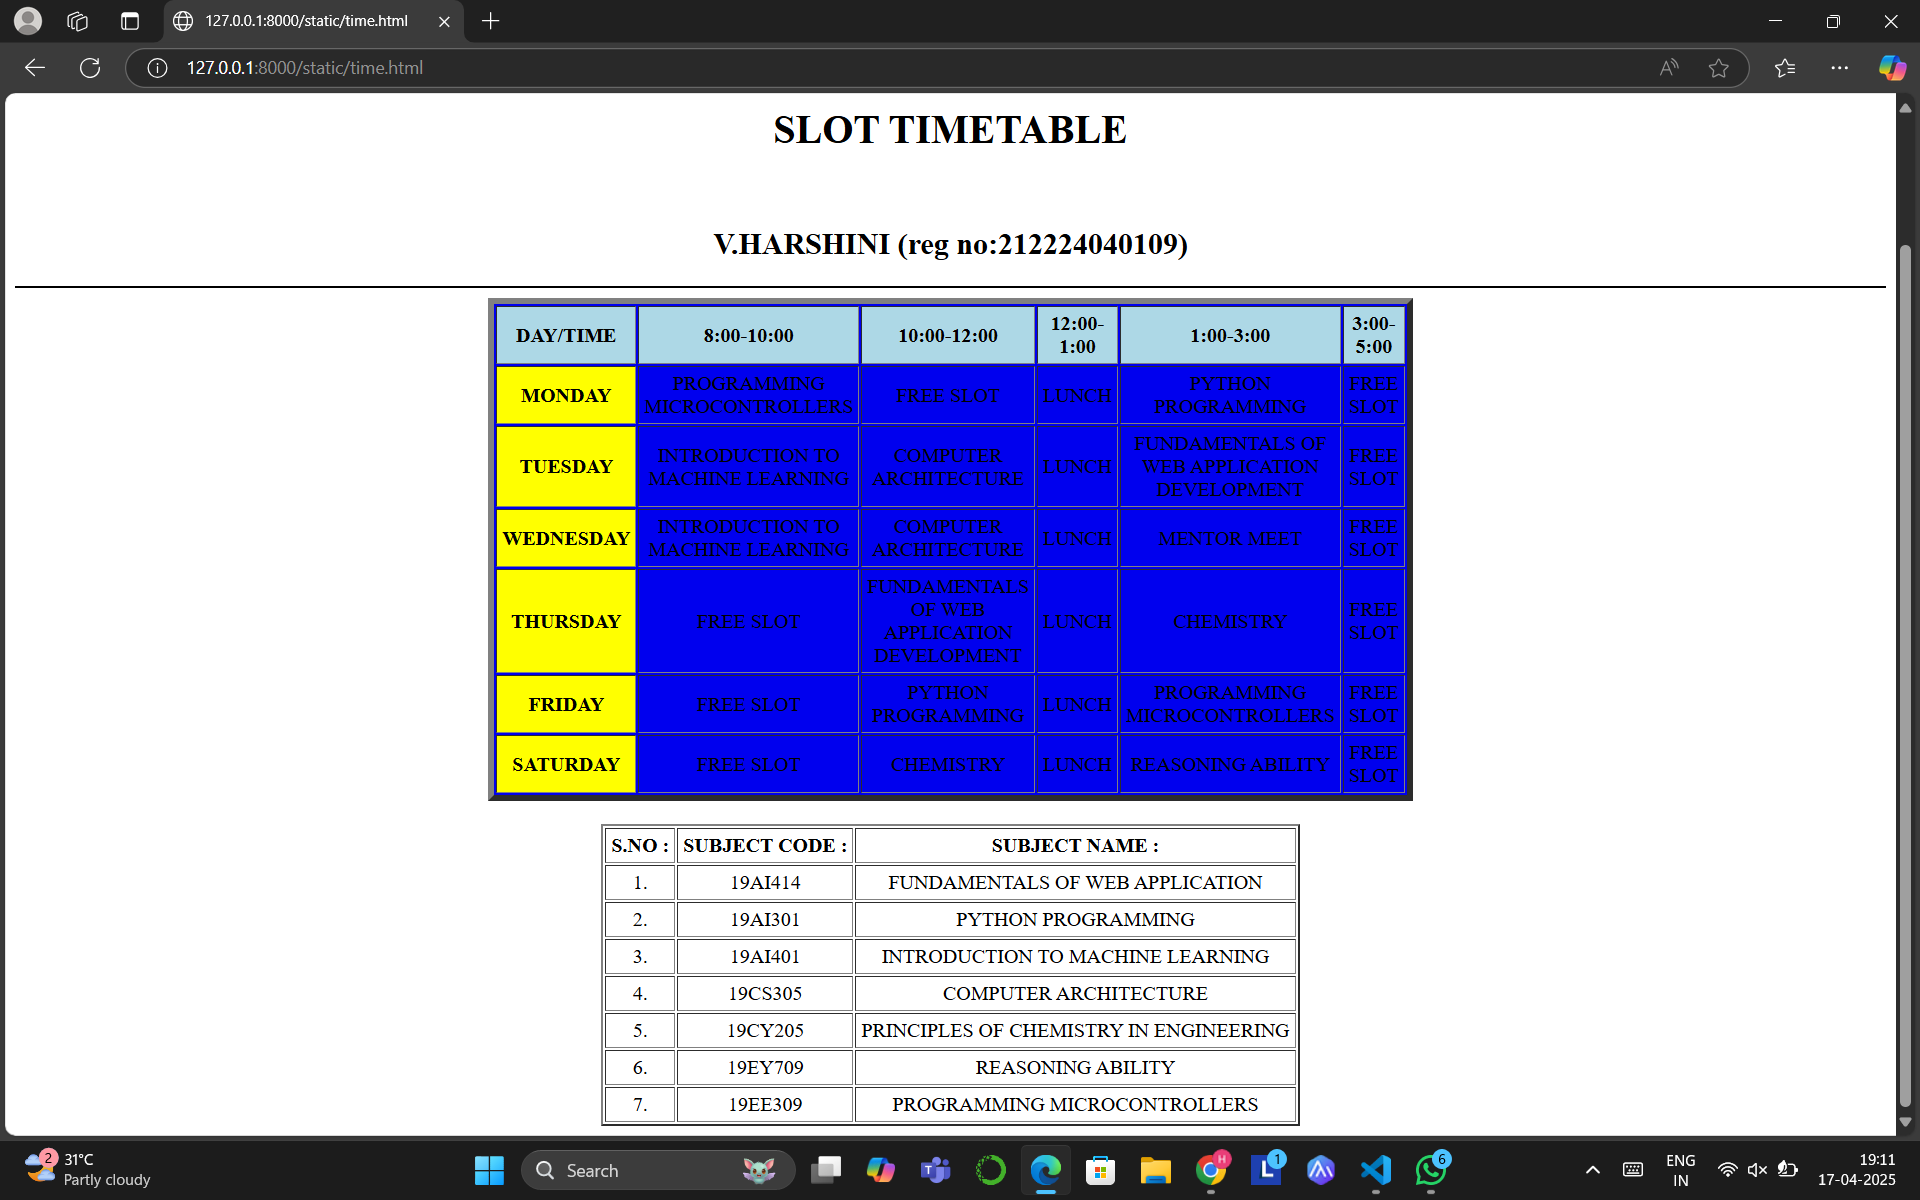 127.0.0.1:8000/static/time.html
127.0.0.1:8000/static/time.html
SLOT TIMETABLE
V.HARSHINI (reg no:212224040109)
DAY/TIME 8:00-10:00 10:00-12:00 12:00-1:00 1:00-3:00 3:00-5:00
MONDAY PROGRAMMING MICROCONTROLLERS FREE SLOT LUNCH PYTHON PROGRAMMING FREE SLOT
TUESDAY INTRODUCTION TO MACHINE LEARNING COMPUTER ARCHITECTURE LUNCH FUNDAMENTALS OF WEB APPLICATION DEVELOPMENT FREE SLOT
WEDNESDAY INTRODUCTION TO MACHINE LEARNING COMPUTER ARCHITECTURE LUNCH MENTOR MEET FREE SLOT
THURSDAY FREE SLOT FUNDAMENTALS OF WEB APPLICATION DEVELOPMENT LUNCH CHEMISTRY FREE SLOT
FRIDAY FREE SLOT PYTHON PROGRAMMING LUNCH PROGRAMMING MICROCONTROLLERS FREE SLOT
SATURDAY FREE SLOT CHEMISTRY LUNCH REASONING ABILITY FREE SLOT
S.NO : SUBJECT CODE : SUBJECT NAME :
1. 19AI414 FUNDAMENTALS OF WEB APPLICATION
2. 19AI301 PYTHON PROGRAMMING
3. 19AI401 INTRODUCTION TO MACHINE LEARNING
4. 19CS305 COMPUTER ARCHITECTURE
5. 19CY205 PRINCIPLES OF CHEMISTRY IN ENGINEERING
6. 19EY709 REASONING ABILITY
7. 19EE309 PROGRAMMING MICROCONTROLLERS
2 31°C
Partly cloudy
Search
H
L 1
6
ENG
IN
19:11
17-04-2025